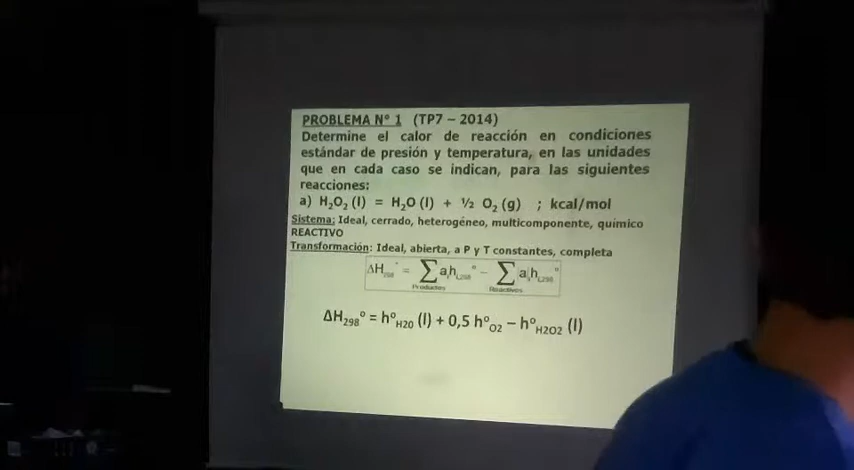 PROBLEMA Nº 1 (TP7 – 2014)
Determine el calor de reacción en condiciones
estándar de presión y temperatura, en las unidades
que en cada caso se indican, para las siguientes
reacciones:
a) H₂O₂ (l) = H₂O (l) + ½ O₂ (g) ; kcal/mol
Sistema: Ideal, cerrado, heterogéneo, multicomponente, químico
REACTIVO
Transformación: Ideal, abierta, a P y T constantes, completa
ΔH₂₉₈° = ∑ aᵢhᵢ,₂₉₈° − ∑ aᵢhᵢ,₂₉₈°
Productos Reactivos
ΔH₂₉₈° = h°H20 (l) + 0,5 h°O2 – h°H2O2 (l)